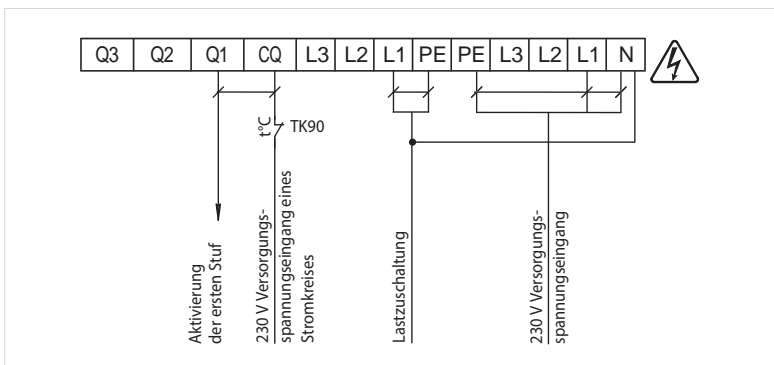 Q3 Q2 Q1 CQ L3 L2 L1 PE PE L3 L2 L1 N
t°C TK90
Aktivierung
der ersten Stuf
230 V Versorgungs-
spannungseingang eines
Stromkreises
Lastzuschaltung
230 V Versorgungs-
spannungseingang